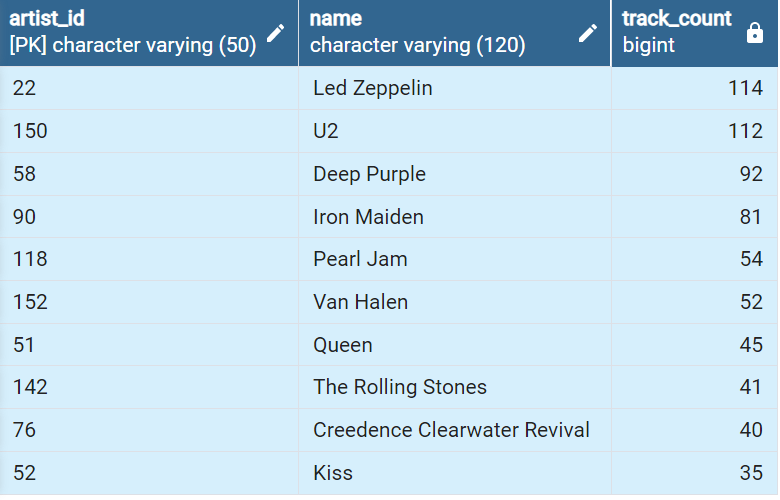 artist_id name track_count
[PK] character varying (50) character varying (120) bigint
22 Led Zeppelin 114
150 U2 112
58 Deep Purple 92
90 Iron Maiden 81
118 Pearl Jam 54
152 Van Halen 52
51 Queen 45
142 The Rolling Stones 41
76 Creedence Clearwater Revival 40
52 Kiss 35